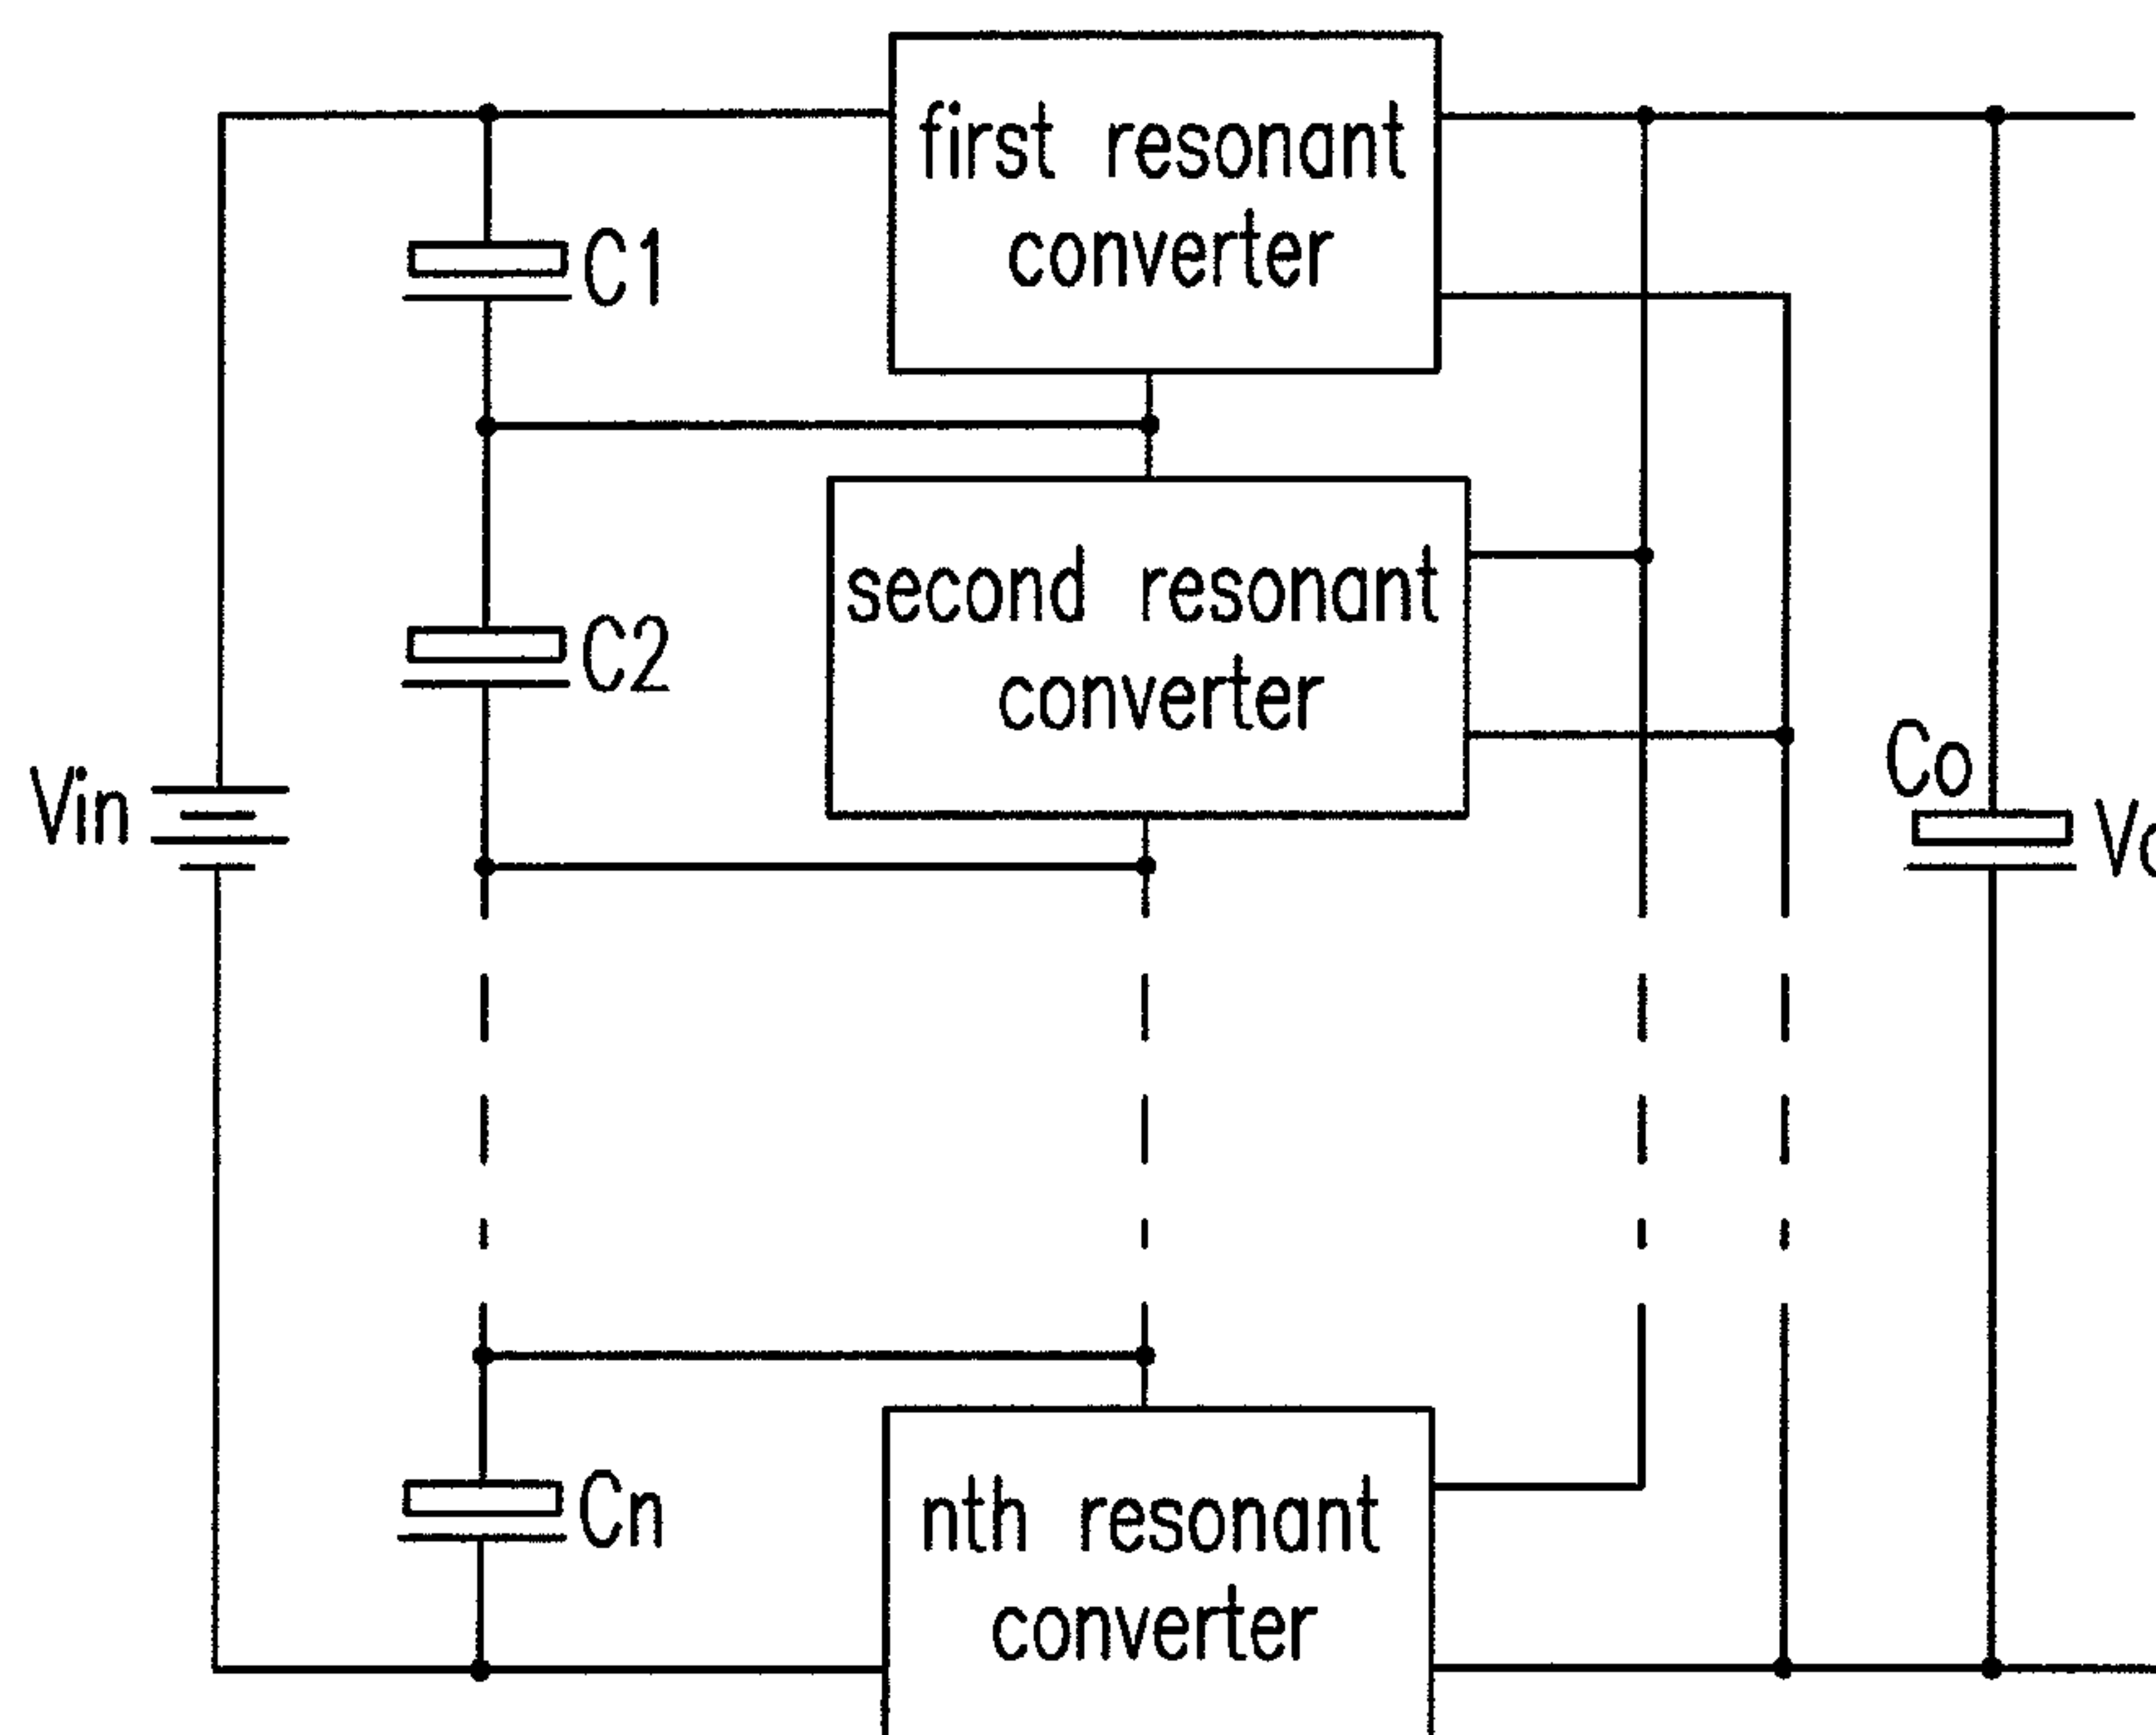 first resonant
converter
C1
second resonant
converter
C2
Vin
Co
nth resonant
converter
Cn